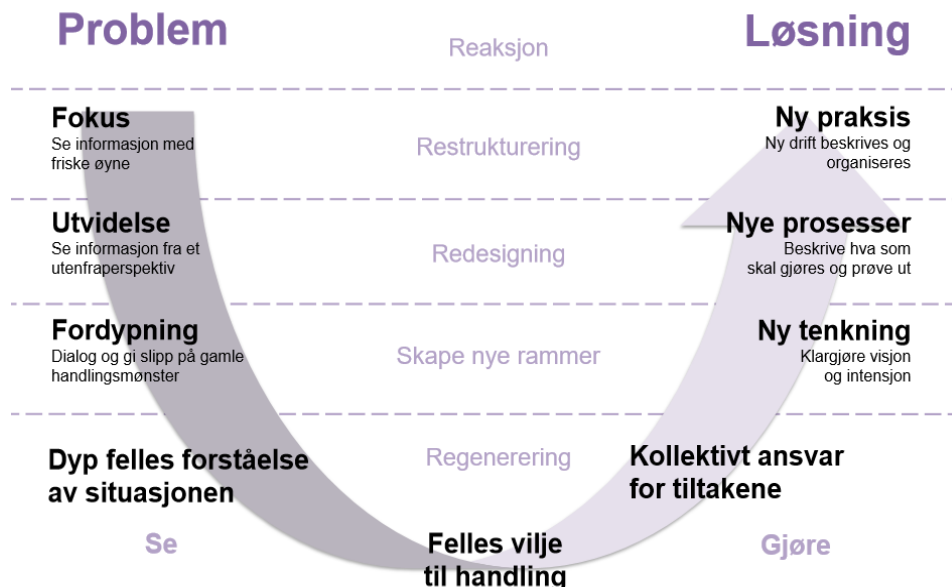 Problem
Reaksjon
Løsning
Fokus
Se informasjon med
friske øyne
Restrukturering
Ny praksis
Ny drift beskrives og
organiseres
Utvidelse
Se informasjon fra et
utenfraperspektiv
Redesigning
Nye prosesser
Beskrive hva som
skal gjøres og prøve ut
Fordypning
Dialog og gi slipp på gamle
handlingsmønster
Skape nye rammer
Ny tenkning
Klargjøre visjon
og intensjon
Dyp felles forståelse
av situasjonen
Regenerering
Kollektivt ansvar
for tiltakene
Se
Felles vilje
til handling
Gjøre